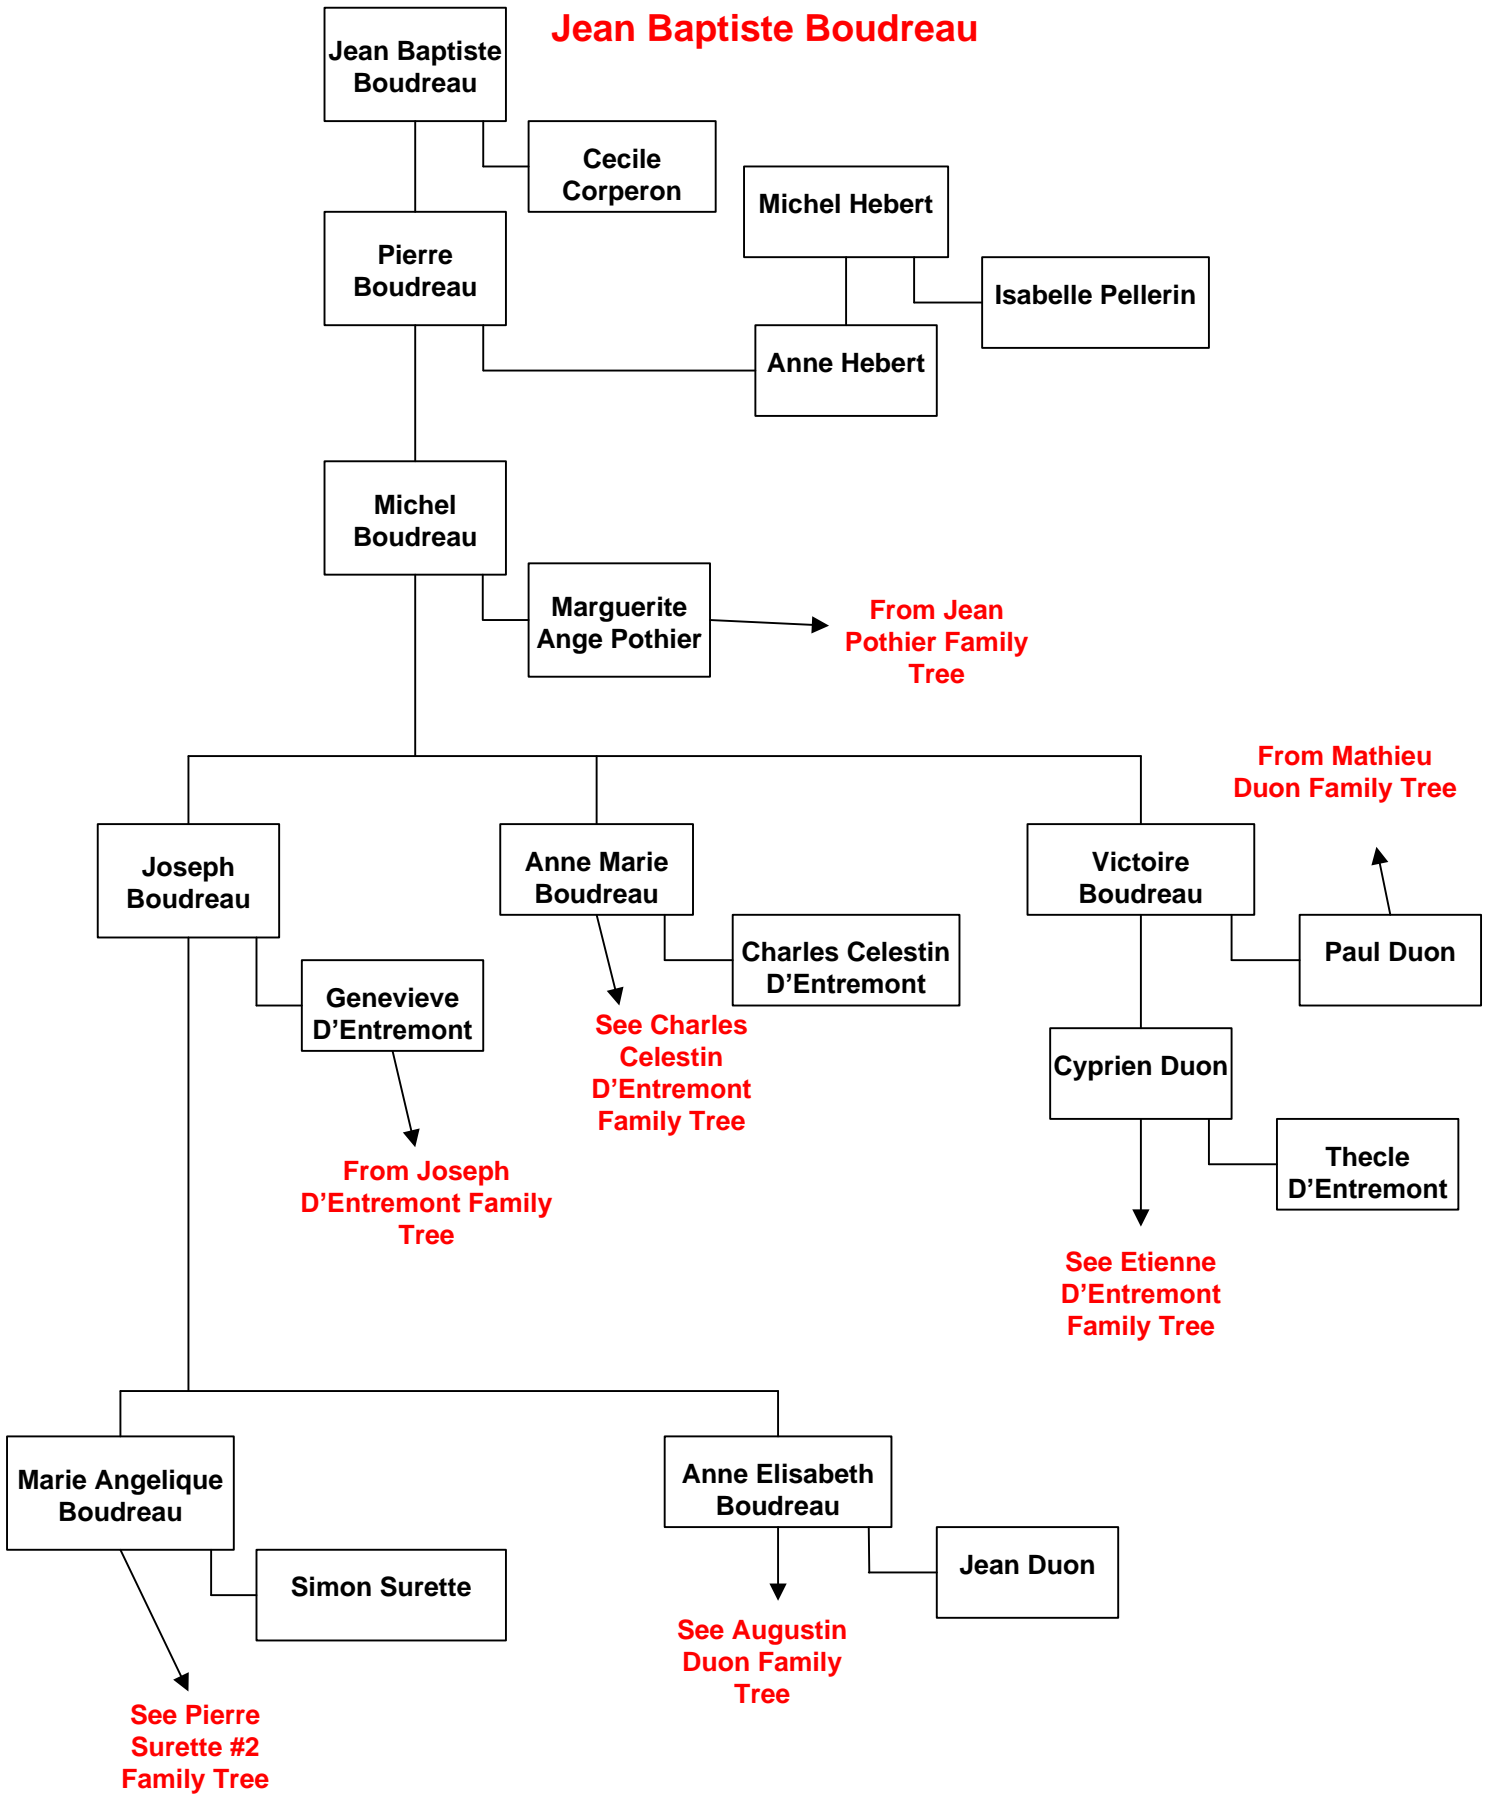 Jean Baptiste Boudreau
Jean Baptiste
Boudreau
Cecile
Corperon
Michel Hebert
Pierre
Boudreau
Isabelle Pellerin
Anne Hebert
Michel
Boudreau
Marguerite
Ange Pothier
From Jean
Pothier Family
Tree
From Mathieu
Duon Family Tree
Joseph
Boudreau
Anne Marie
Boudreau
Victoire
Boudreau
Charles Celestin
D’Entremont
Paul Duon
Genevieve
D’Entremont
See Charles
Celestin
D’Entremont
Family Tree
Cyprien Duon
Thecle
D’Entremont
From Joseph
D’Entremont Family
Tree
See Etienne
D’Entremont
Family Tree
Marie Angelique
Boudreau
Anne Elisabeth
Boudreau
Simon Surette
Jean Duon
See Augustin
Duon Family
Tree
See Pierre
Surette #2
Family Tree